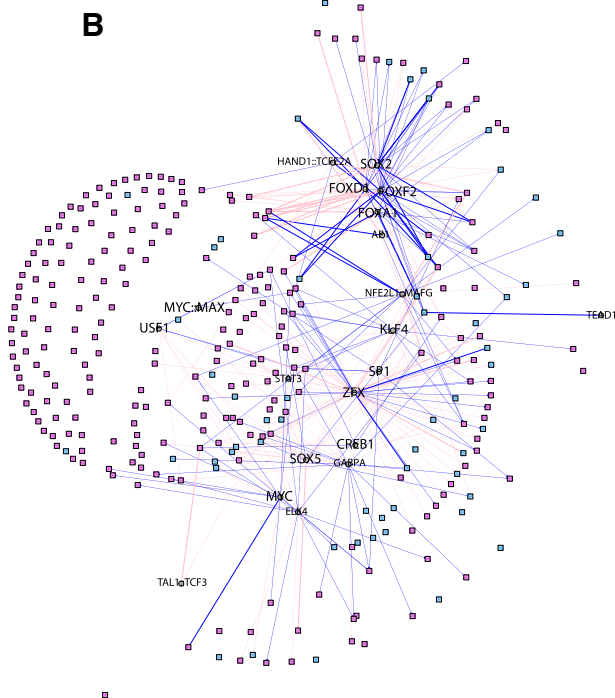 B
HAND1::TCFE2A
SOX2
FOXD1
FOXF2
FOXA1
AR
NFE2L1::MAFG
MYC::MAX
TEAD1
USF1
KLF4
SP1
STAT3
ZFX
CREB1
SOX5
GABPA
MYC
ELK4
TAL1::TCF3